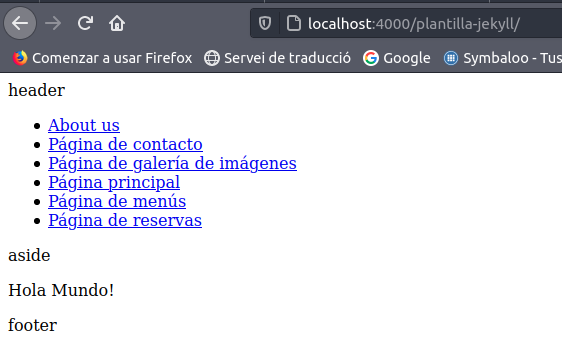 localhost:4000/plantilla-jekyll/
Comenzar a usar Firefox Servei de traducció Google Symbaloo - Tus
header
About us
Página de contacto
Página de galería de imágenes
Página principal
Página de menús
Página de reservas
aside
Hola Mundo!
footer